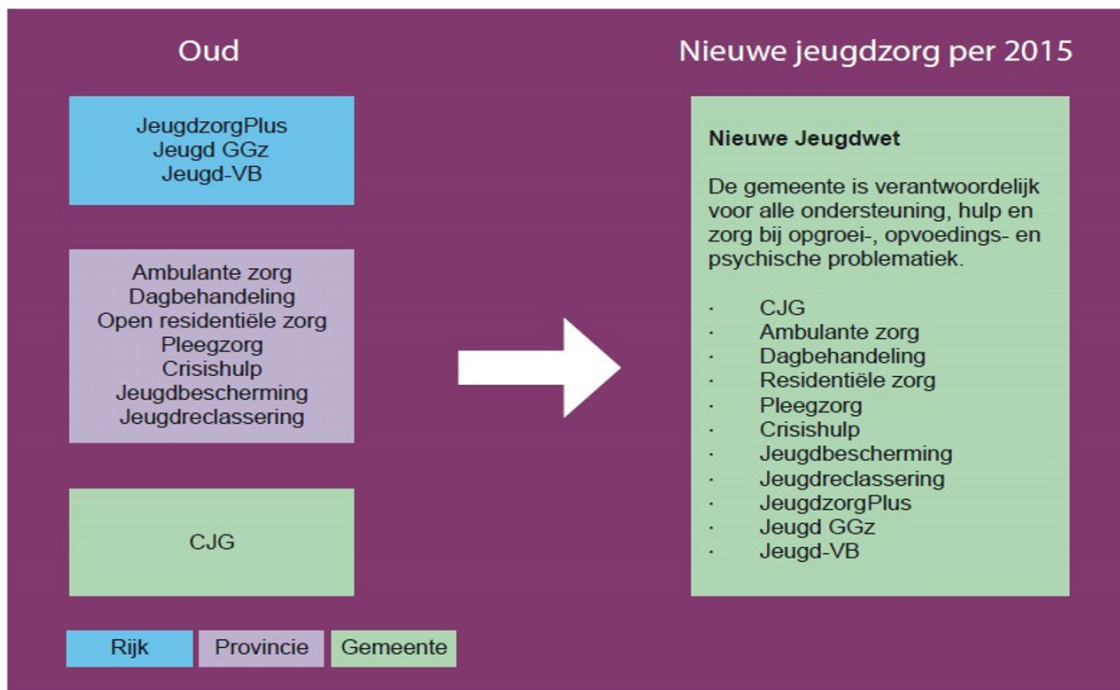 Oud
JeugdzorgPlus
Jeugd GGz
Jeugd-VB
Ambulante zorg
Dagbehandeling
Open residentiële zorg
Pleegzorg
Crisishulp
Jeugdbescherming
Jeugdreclassering
CJG
Rijk
Provincie
Gemeente
Nieuwe jeugdzorg per 2015
Nieuwe Jeugdwet
De gemeente is verantwoordelijk
voor alle ondersteuning, hulp en
zorg bij opgroei-, opvoedings- en
psychische problematiek.
· CJG
· Ambulante zorg
· Dagbehandeling
· Residentiële zorg
· Pleegzorg
· Crisishulp
· Jeugdbescherming
· Jeugdreclassering
· JeugdzorgPlus
· Jeugd GGz
· Jeugd-VB